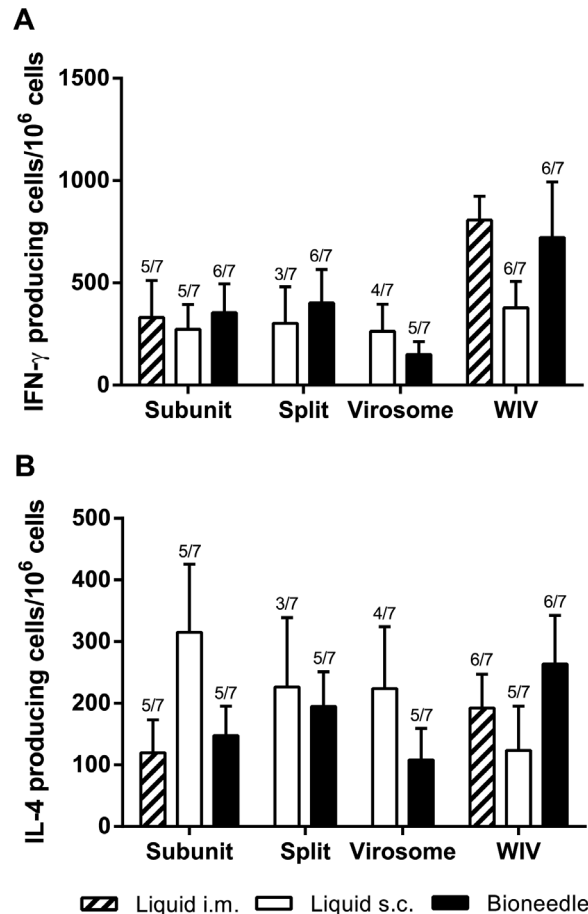 A
IFN-γ producing cells/10⁶ cells
1500
1000
500
0
5/7
5/7
6/7
3/7
6/7
4/7
5/7
6/7
6/7
Subunit
Split
Virosome
WIV
B
IL-4 producing cells/10⁶ cells
500
400
300
200
100
0
5/7
5/7
5/7
3/7
5/7
4/7
5/7
6/7
5/7
6/7
Subunit
Split
Virosome
WIV
Liquid i.m.
Liquid s.c.
Bioneedle